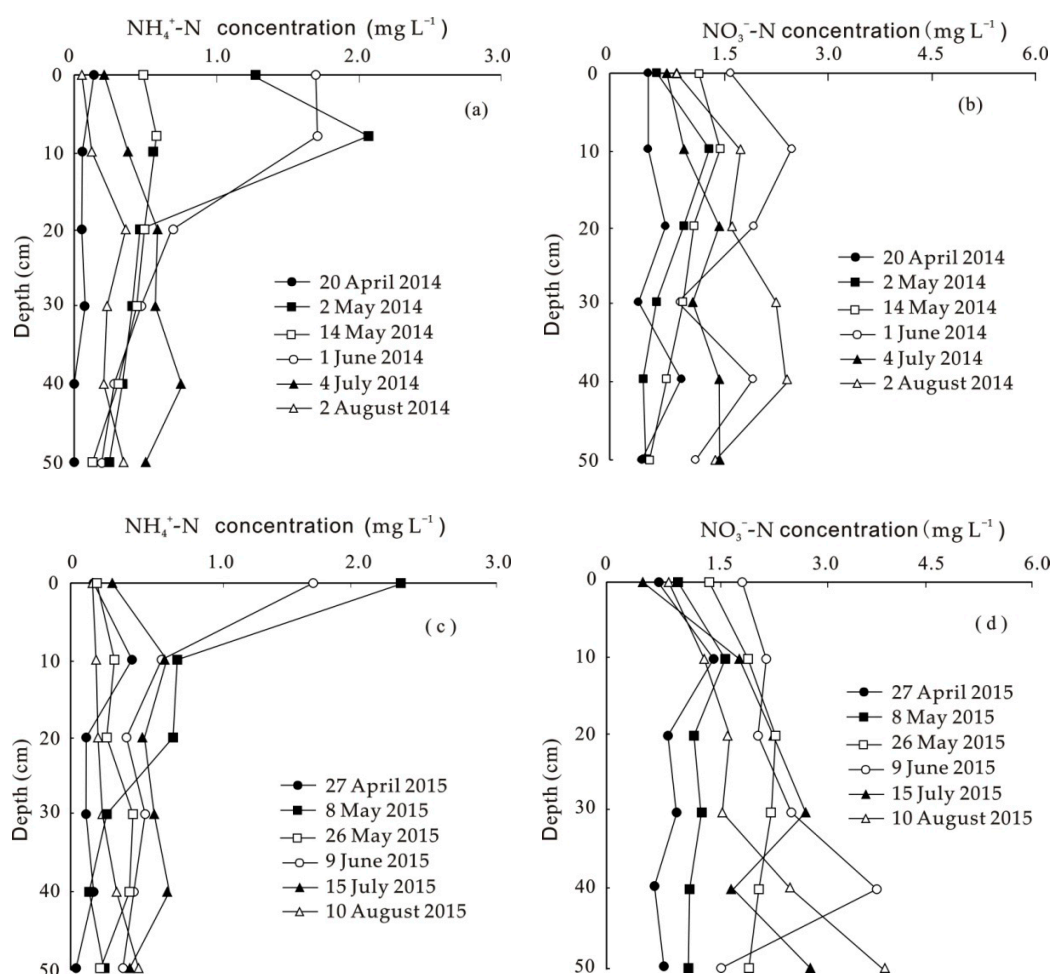 NH₄⁺-N concentration (mg L⁻¹)
0 1.0 2.0 3.0
0
10
20
30
40
50
Depth (cm)
(a)
20 April 2014
2 May 2014
14 May 2014
1 June 2014
4 July 2014
2 August 2014
NO₃⁻-N concentration (mg L⁻¹)
0 1.5 3.0 4.5 6.0
0
10
20
30
40
50
Depth (cm)
(b)
20 April 2014
2 May 2014
14 May 2014
1 June 2014
4 July 2014
2 August 2014
NH₄⁺-N concentration (mg L⁻¹)
0 1.0 2.0 3.0
0
10
20
30
40
50
Depth (cm)
(c)
27 April 2015
8 May 2015
26 May 2015
9 June 2015
15 July 2015
10 August 2015
NO₃⁻-N concentration (mg L⁻¹)
0 1.5 3.0 4.5 6.0
0
10
20
30
40
50
Depth (cm)
(d)
27 April 2015
8 May 2015
26 May 2015
9 June 2015
15 July 2015
10 August 2015